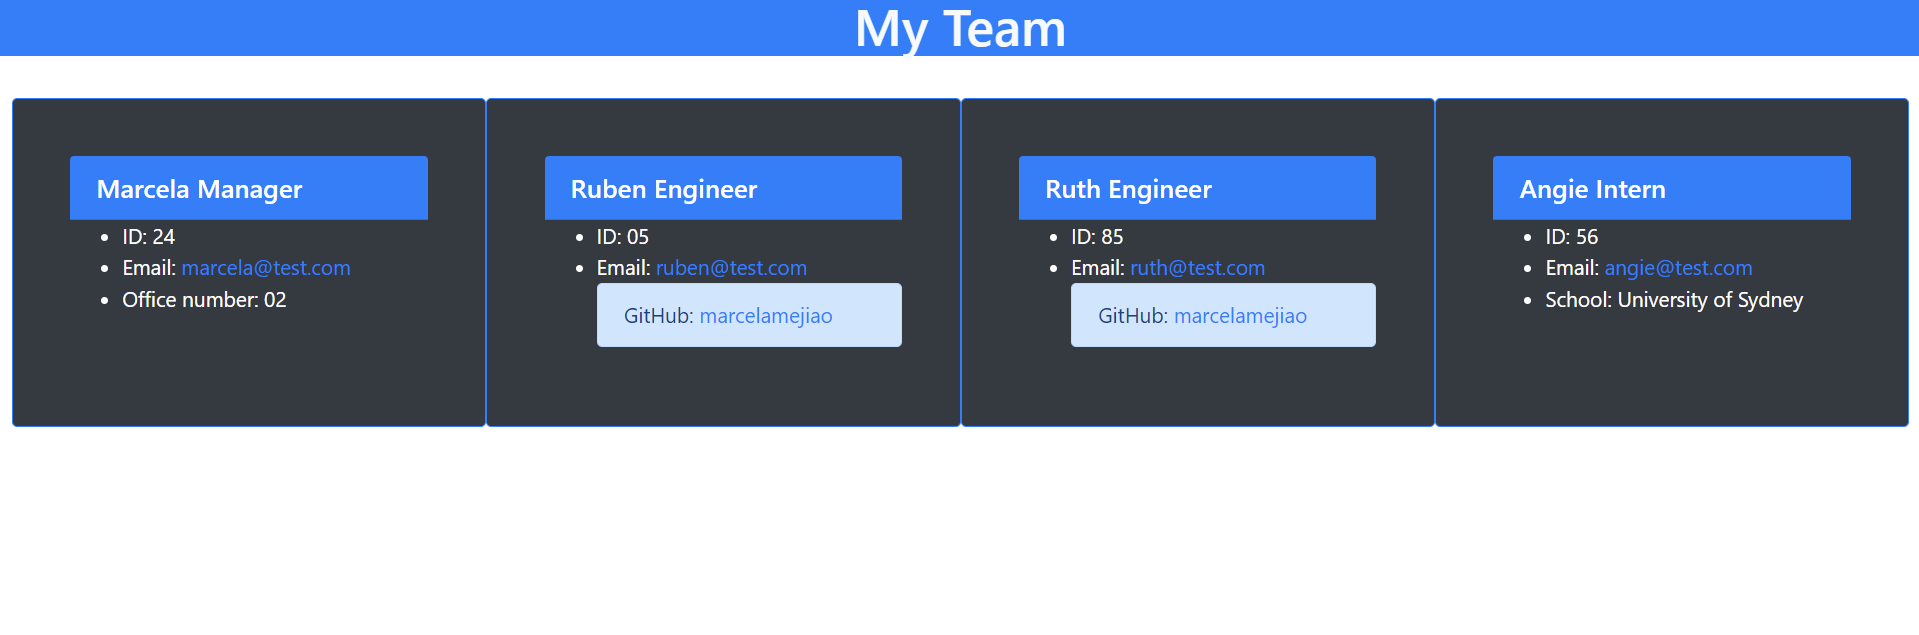 My Team
Marcela Manager
ID: 24
Email: marcela@test.com
Office number: 02
Ruben Engineer
ID: 05
Email: ruben@test.com
GitHub: marcelamejiao
Ruth Engineer
ID: 85
Email: ruth@test.com
GitHub: marcelamejiao
Angie Intern
ID: 56
Email: angie@test.com
School: University of Sydney